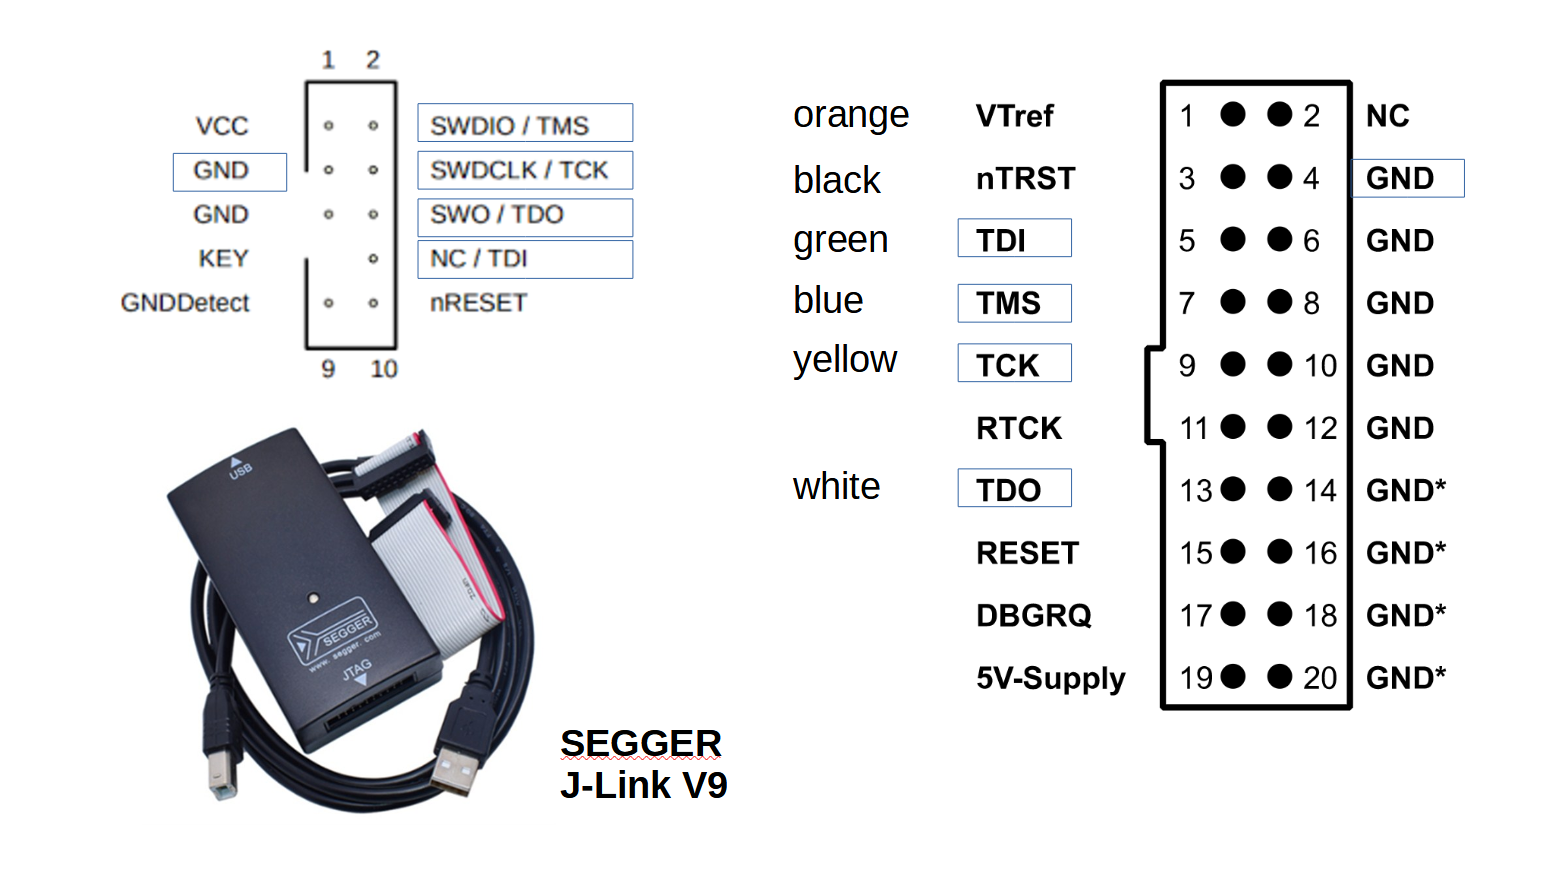 1 2
VCC SWDIO / TMS
GND SWDCLK / TCK
GND SWO / TDO
KEY NC / TDI
GNDDetect nRESET
9 10
USB
SEGGER
www. segger. com
JTAG
SEGGER
J-Link V9
orange VTref 1 2 NC
black nTRST 3 4 GND
green TDI 5 6 GND
blue TMS 7 8 GND
yellow TCK 9 10 GND
RTCK 11 12 GND
white TDO 13 14 GND*
RESET 15 16 GND*
DBGRQ 17 18 GND*
5V-Supply 19 20 GND*